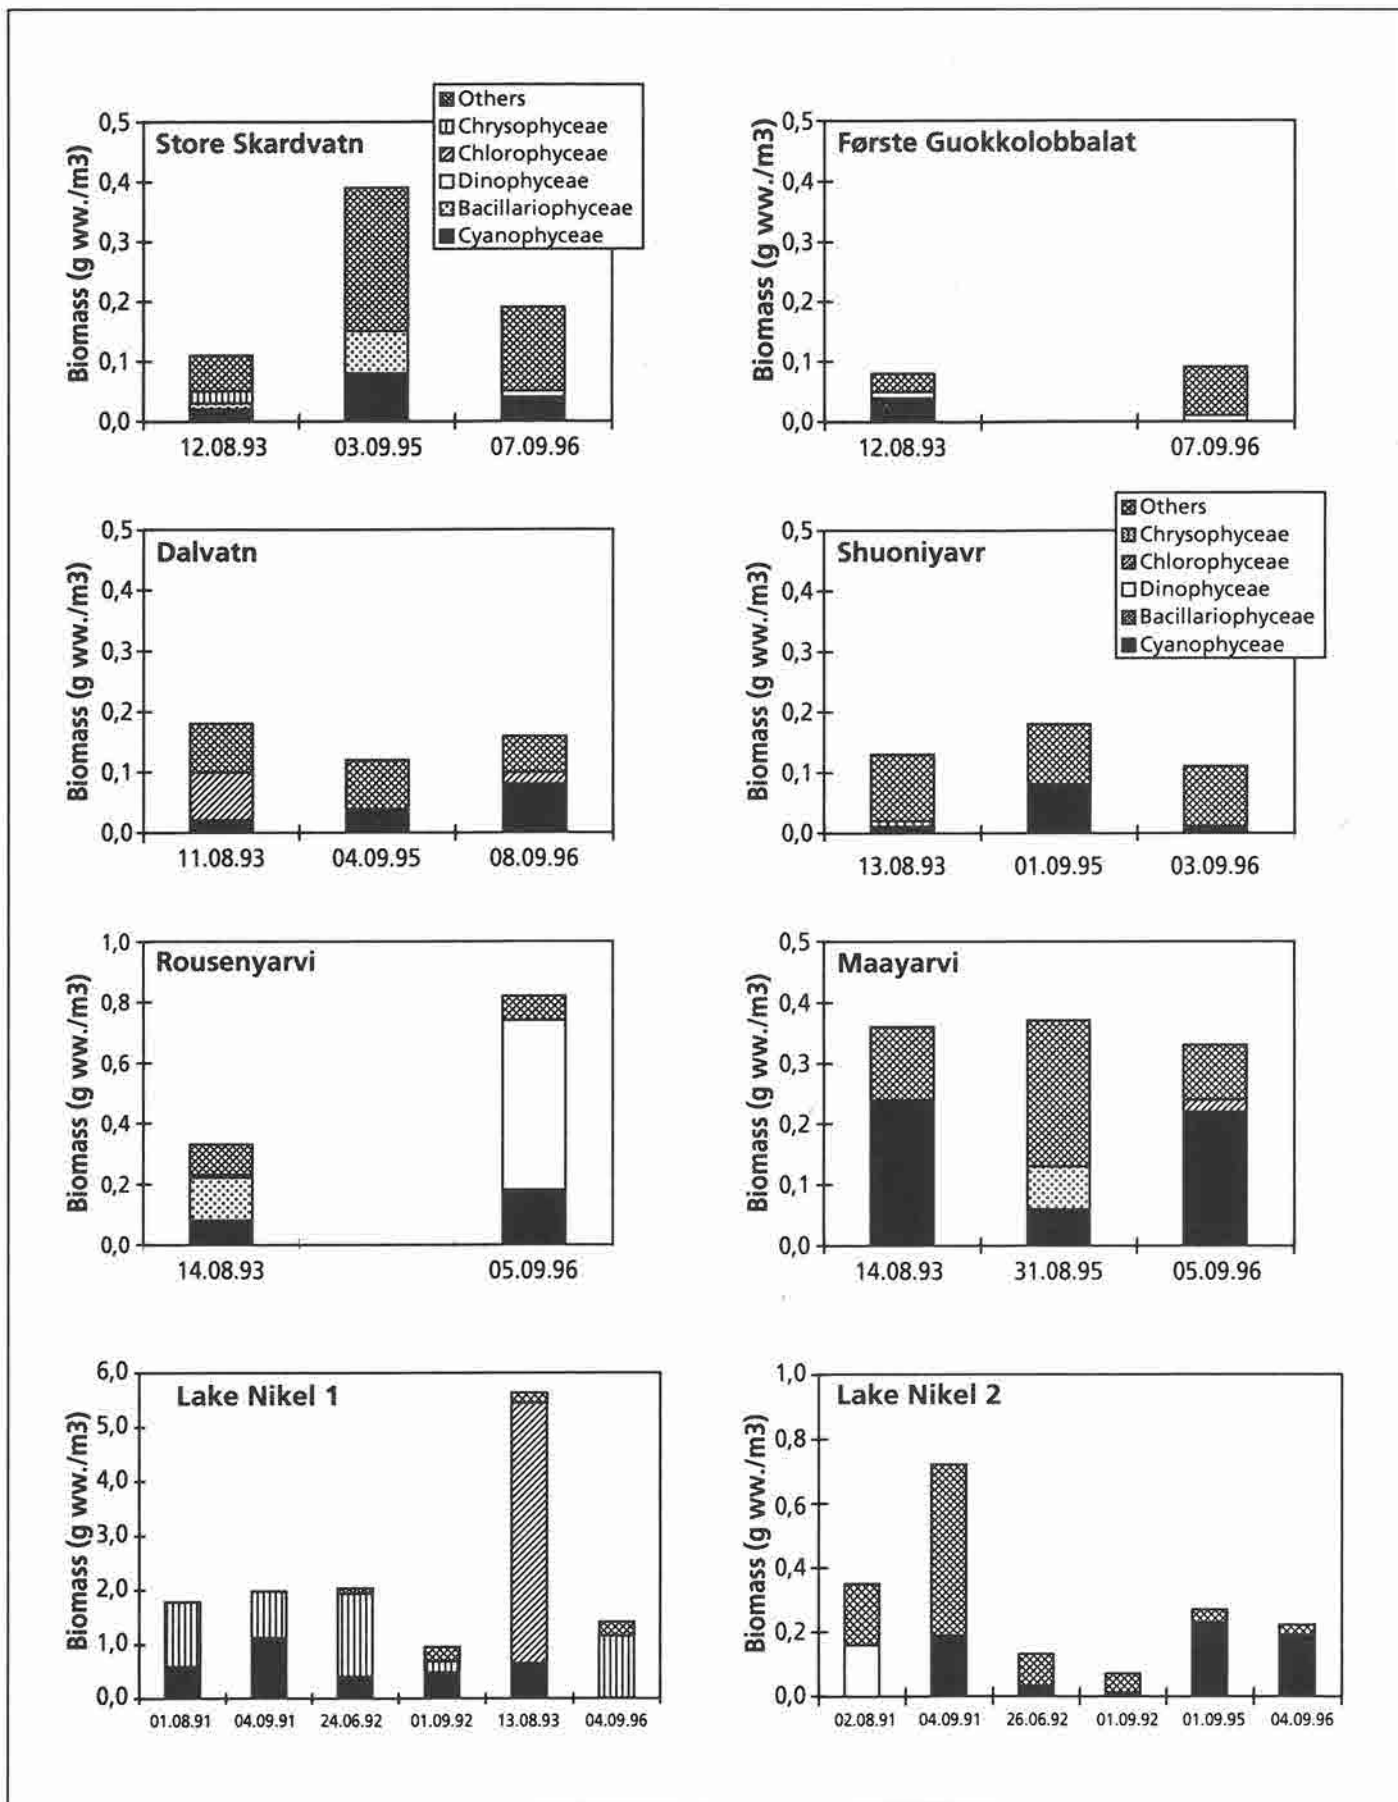 Others
Chrysophyceae
Chlorophyceae
Dinophyceae
Bacillariophyceae
Cyanophyceae
Store Skardvatn
Biomass (g ww./m3)
0,5
0,4
0,3
0,2
0,1
0,0
12.08.93 03.09.95 07.09.96
Første Guokkolobbalat
Biomass (g ww./m3)
0,5
0,4
0,3
0,2
0,1
0,0
12.08.93 07.09.96
Dalvatn
Biomass (g ww./m3)
0,5
0,4
0,3
0,2
0,1
0,0
11.08.93 04.09.95 08.09.96
Others
Chrysophyceae
Chlorophyceae
Dinophyceae
Bacillariophyceae
Cyanophyceae
Shuoniyavr
Biomass (g ww./m3)
0,5
0,4
0,3
0,2
0,1
0,0
13.08.93 01.09.95 03.09.96
Rousenyarvi
Biomass (g ww./m3)
1,0
0,8
0,6
0,4
0,2
0,0
14.08.93 05.09.96
Maayarvi
Biomass (g ww./m3)
0,5
0,4
0,3
0,2
0,1
0,0
14.08.93 31.08.95 05.09.96
Lake Nikel 1
Biomass (g ww./m3)
6,0
5,0
4,0
3,0
2,0
1,0
0,0
01.08.91 04.09.91 24.06.92 01.09.92 13.08.93 04.09.96
Lake Nikel 2
Biomass (g ww./m3)
1,0
0,8
0,6
0,4
0,2
0,0
02.08.91 04.09.91 26.06.92 01.09.92 01.09.95 04.09.96